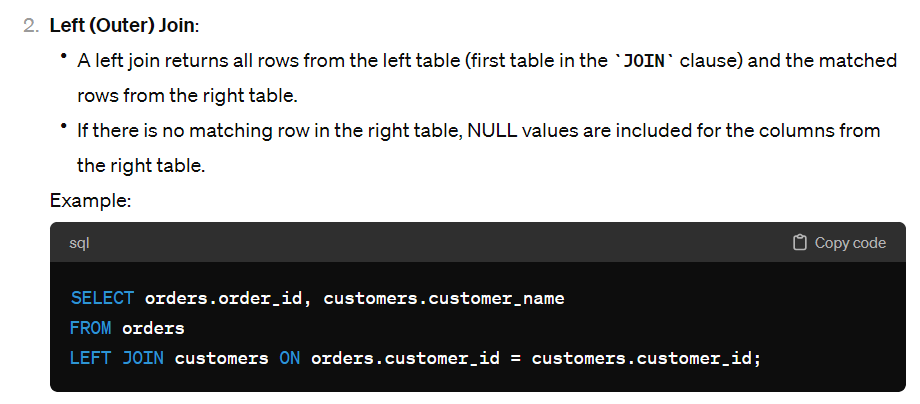 2. Left (Outer) Join:
• A left join returns all rows from the left table (first table in the `JOIN` clause) and the matched
rows from the right table.
• If there is no matching row in the right table, NULL values are included for the columns from
the right table.
Example:
sql Copy code
SELECT orders.order_id, customers.customer_name
FROM orders
LEFT JOIN customers ON orders.customer_id = customers.customer_id;